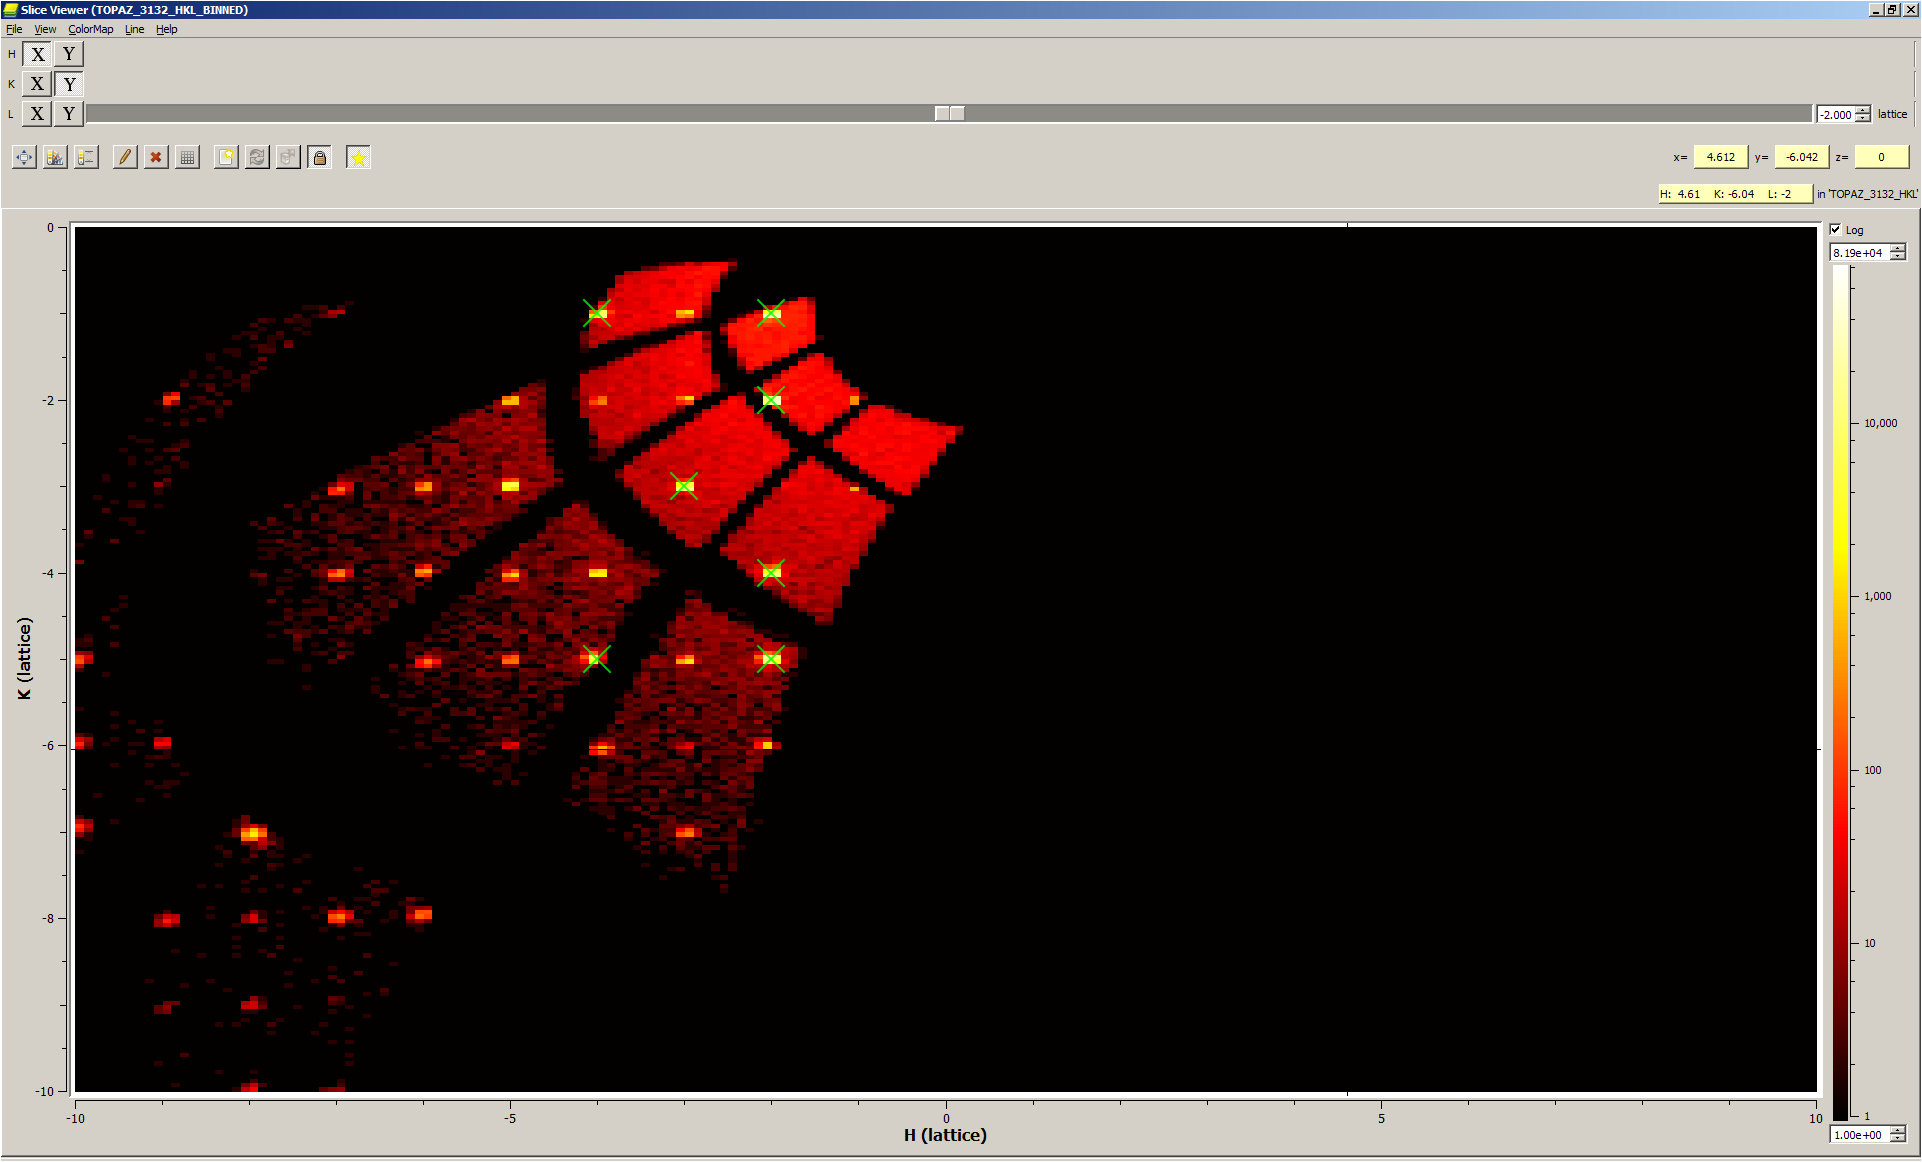 Slice Viewer (TOPAZ_3132_HKL_BINNED)
File View ColorMap Line Help
H X Y
K X Y
L X Y -2.000 lattice
x= 4.612 y= -6.042 z= 0
H: 4.61 K: -6.04 L: -2 in 'TOPAZ_3132_HKL'
Log
8.19e+04
0
-2
-4
-6
-8
-10
K (lattice)
10,000
1,000
100
10
1
1.00e+00
-10 -5 0 5 10
H (lattice)